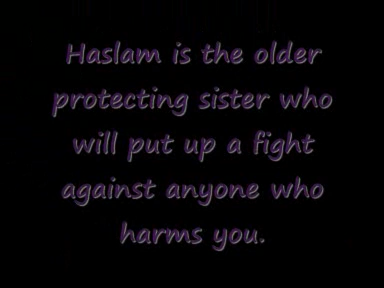 Haslam is the older
protecting sister who
will put up a fight
against anyone who
harms you.